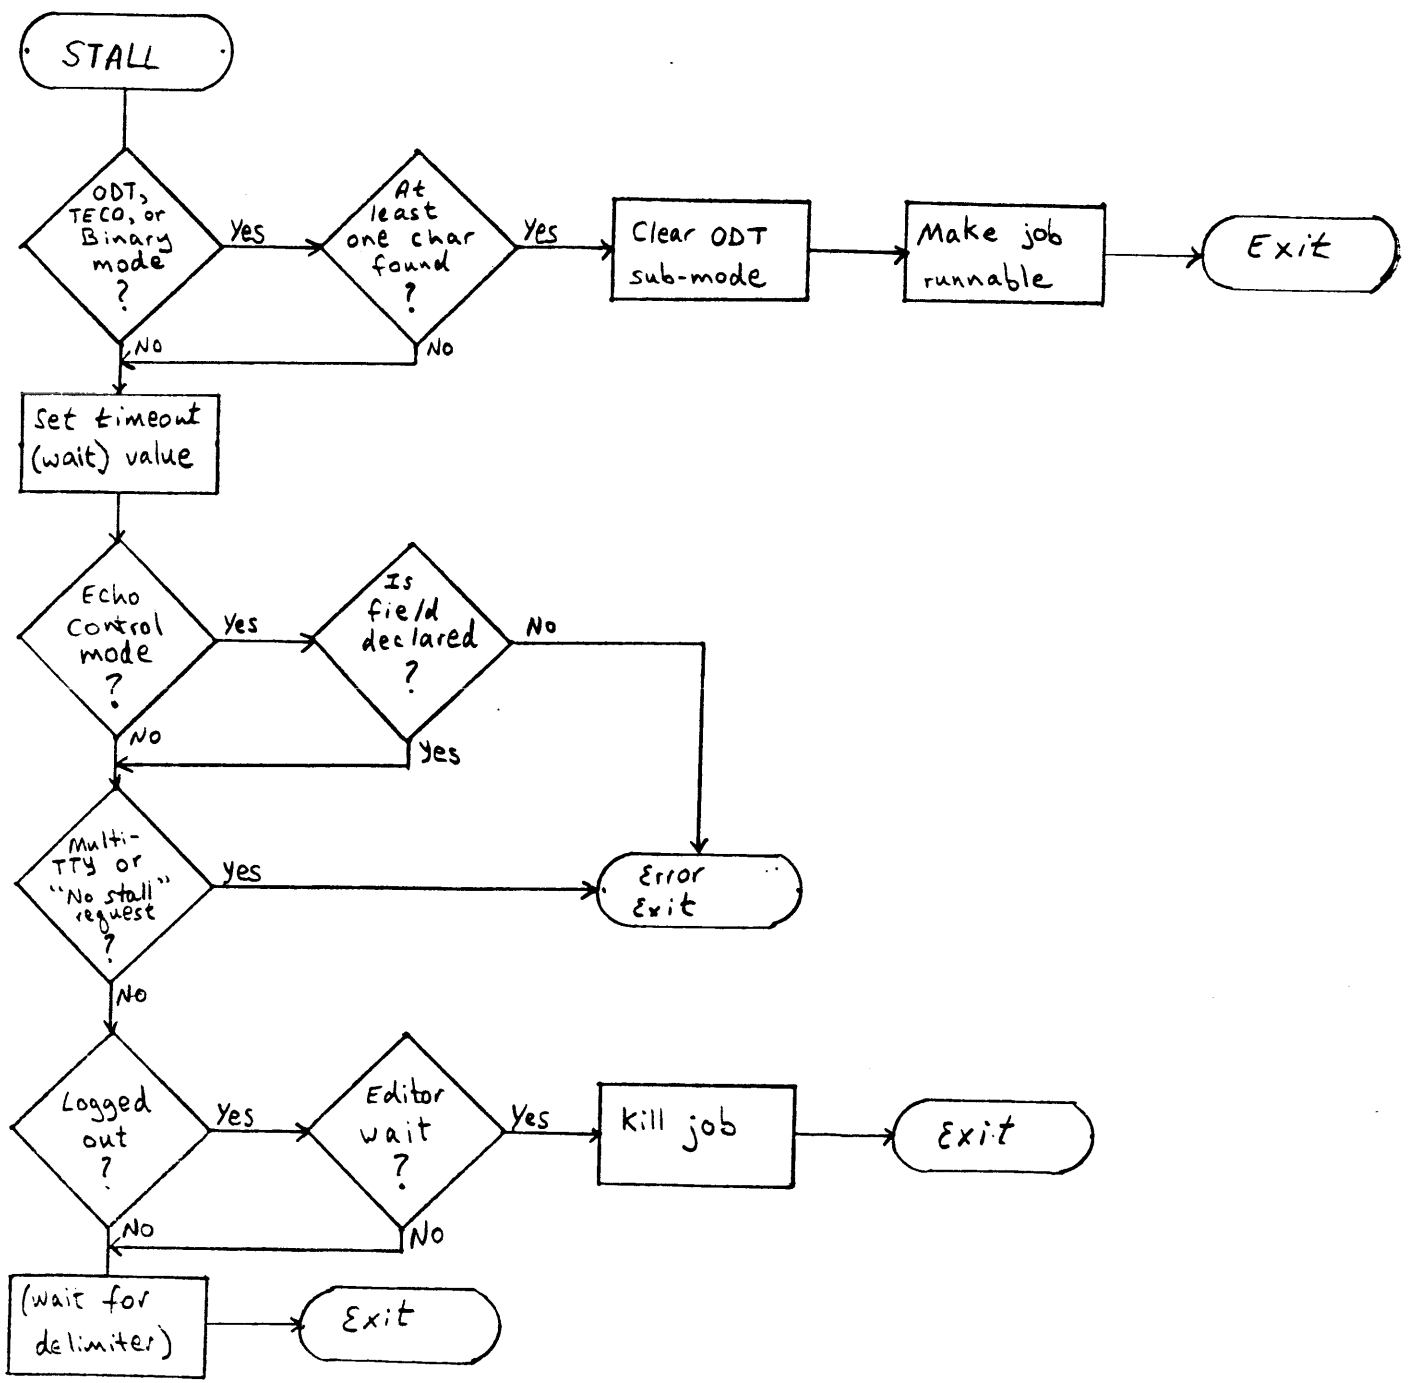 STALL
ODT,
TECO, or
Binary
mode
?
Yes
At
least
one char
found
?
Yes
Clear ODT
sub-mode
Make job
runnable
Exit
No
No
Set timeout
(wait) value
Echo
Control
mode
?
Yes
Is
field
declared
?
No
No
Yes
Multi-
TTY or
"No stall"
request
?
Yes
Error
Exit
No
Logged
out
?
Yes
Editor
wait
?
Yes
Kill job
Exit
No
No
(wait for
delimiter)
Exit